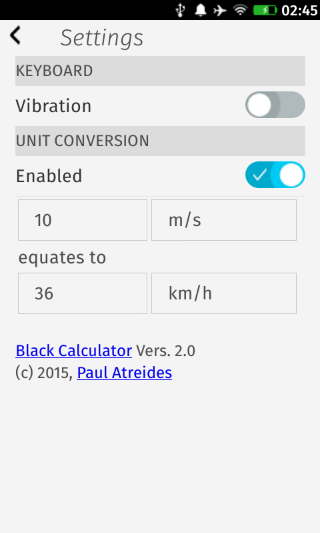 02:45
Settings
KEYBOARD
Vibration
UNIT CONVERSION
Enabled
10 m/s
equates to
36 km/h
Black Calculator Vers. 2.0
(c) 2015, Paul Atreides